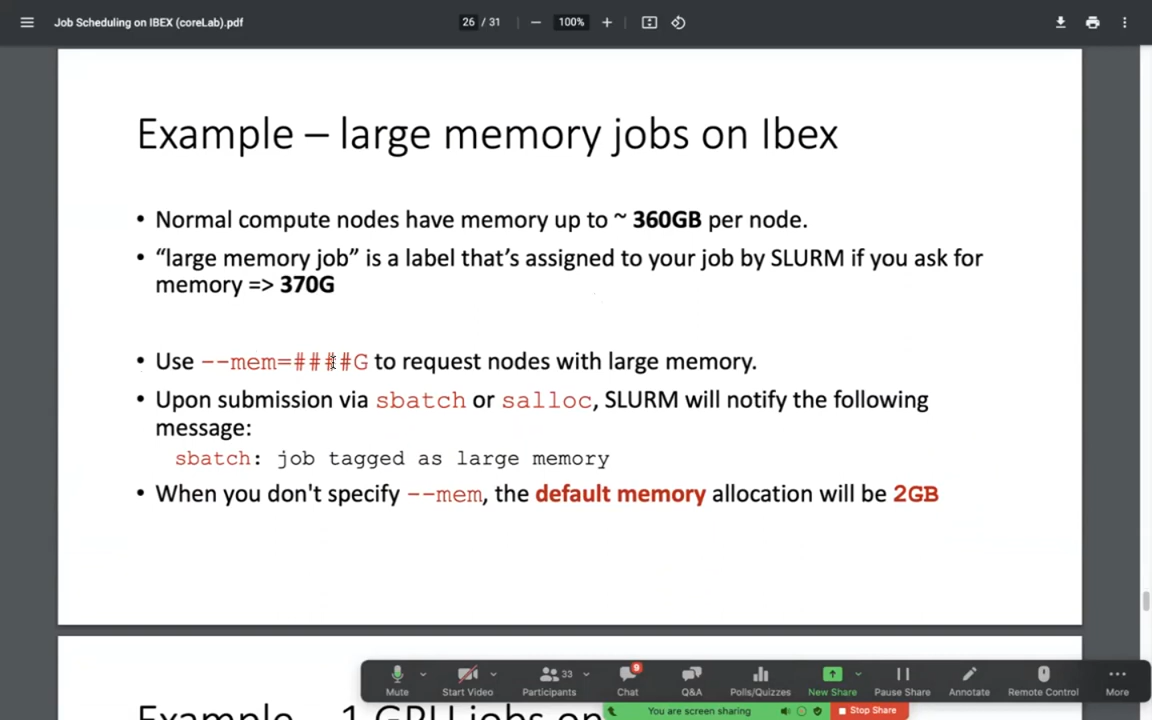 Job Scheduling on IBEX (coreLab).pdf
26 / 31
100%
Example – large memory jobs on Ibex
• Normal compute nodes have memory up to ~ 360GB per node.
• “large memory job” is a label that’s assigned to your job by SLURM if you ask for
memory => 370G
• Use --mem=####G to request nodes with large memory.
• Upon submission via sbatch or salloc, SLURM will notify the following
message:
sbatch: job tagged as large memory
• When you don't specify --mem, the default memory allocation will be 2GB
Example – 1 GPU jobs on
33
9
Mute
Start Video
Participants
Chat
Q&A
Polls/Quizzes
New Share
Pause Share
Annotate
Remote Control
More
You are screen sharing
Stop Share